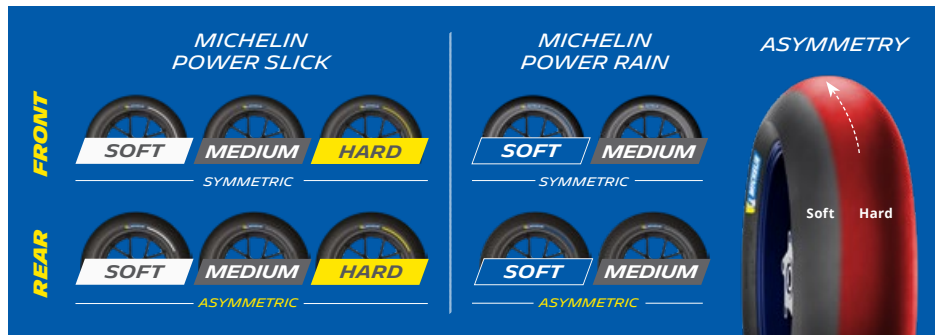 MICHELIN
POWER SLICK
MICHELIN
POWER RAIN
ASYMMETRY
FRONT
SOFT
MEDIUM
HARD
SOFT
MEDIUM
SYMMETRIC
SYMMETRIC
Soft
Hard
REAR
SOFT
MEDIUM
HARD
SOFT
MEDIUM
ASYMMETRIC
ASYMMETRIC
MICHELIN